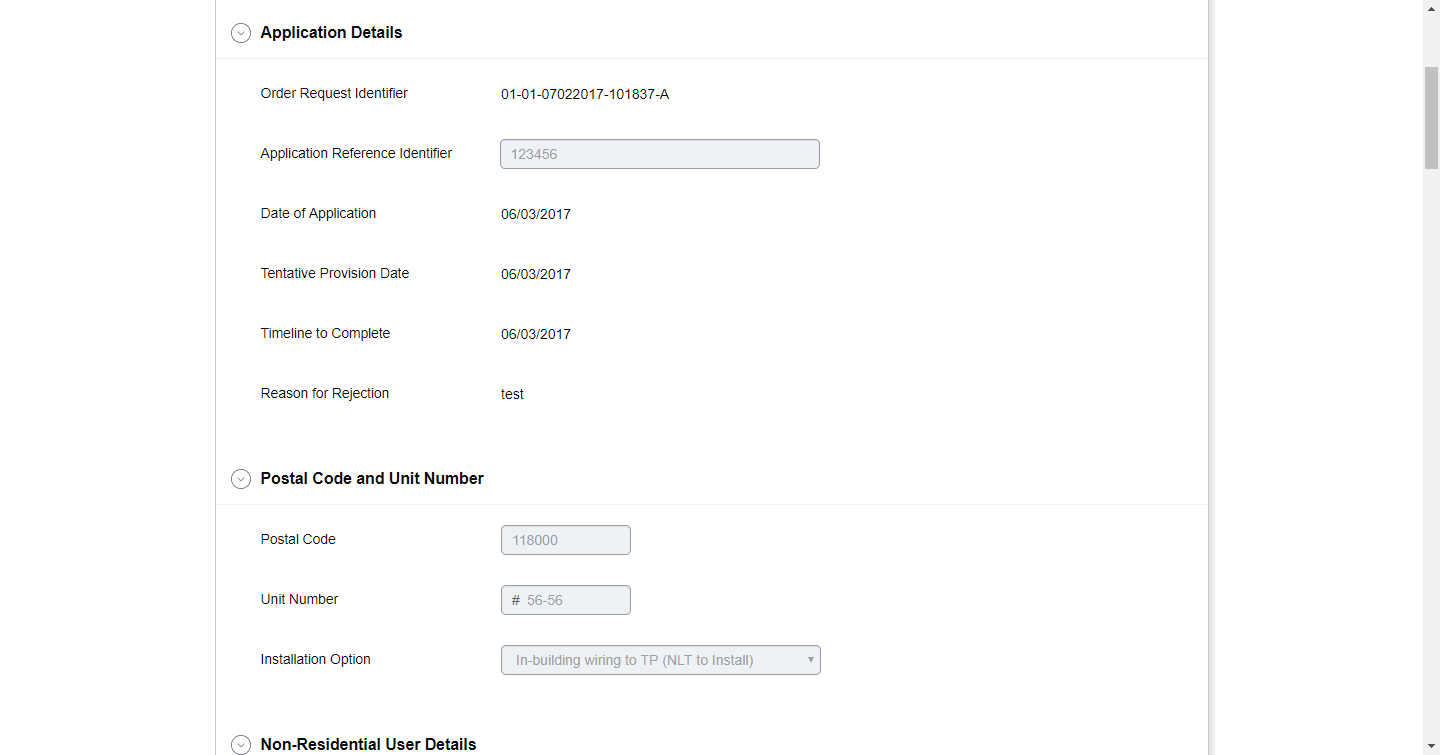 Application Details
Order Request Identifier 01-01-07022017-101837-A
Application Reference Identifier 123456
Date of Application 06/03/2017
Tentative Provision Date 06/03/2017
Timeline to Complete 06/03/2017
Reason for Rejection test
Postal Code and Unit Number
Postal Code 118000
Unit Number # 56-56
Installation Option In-building wiring to TP (NLT to Install)
Non-Residential User Details